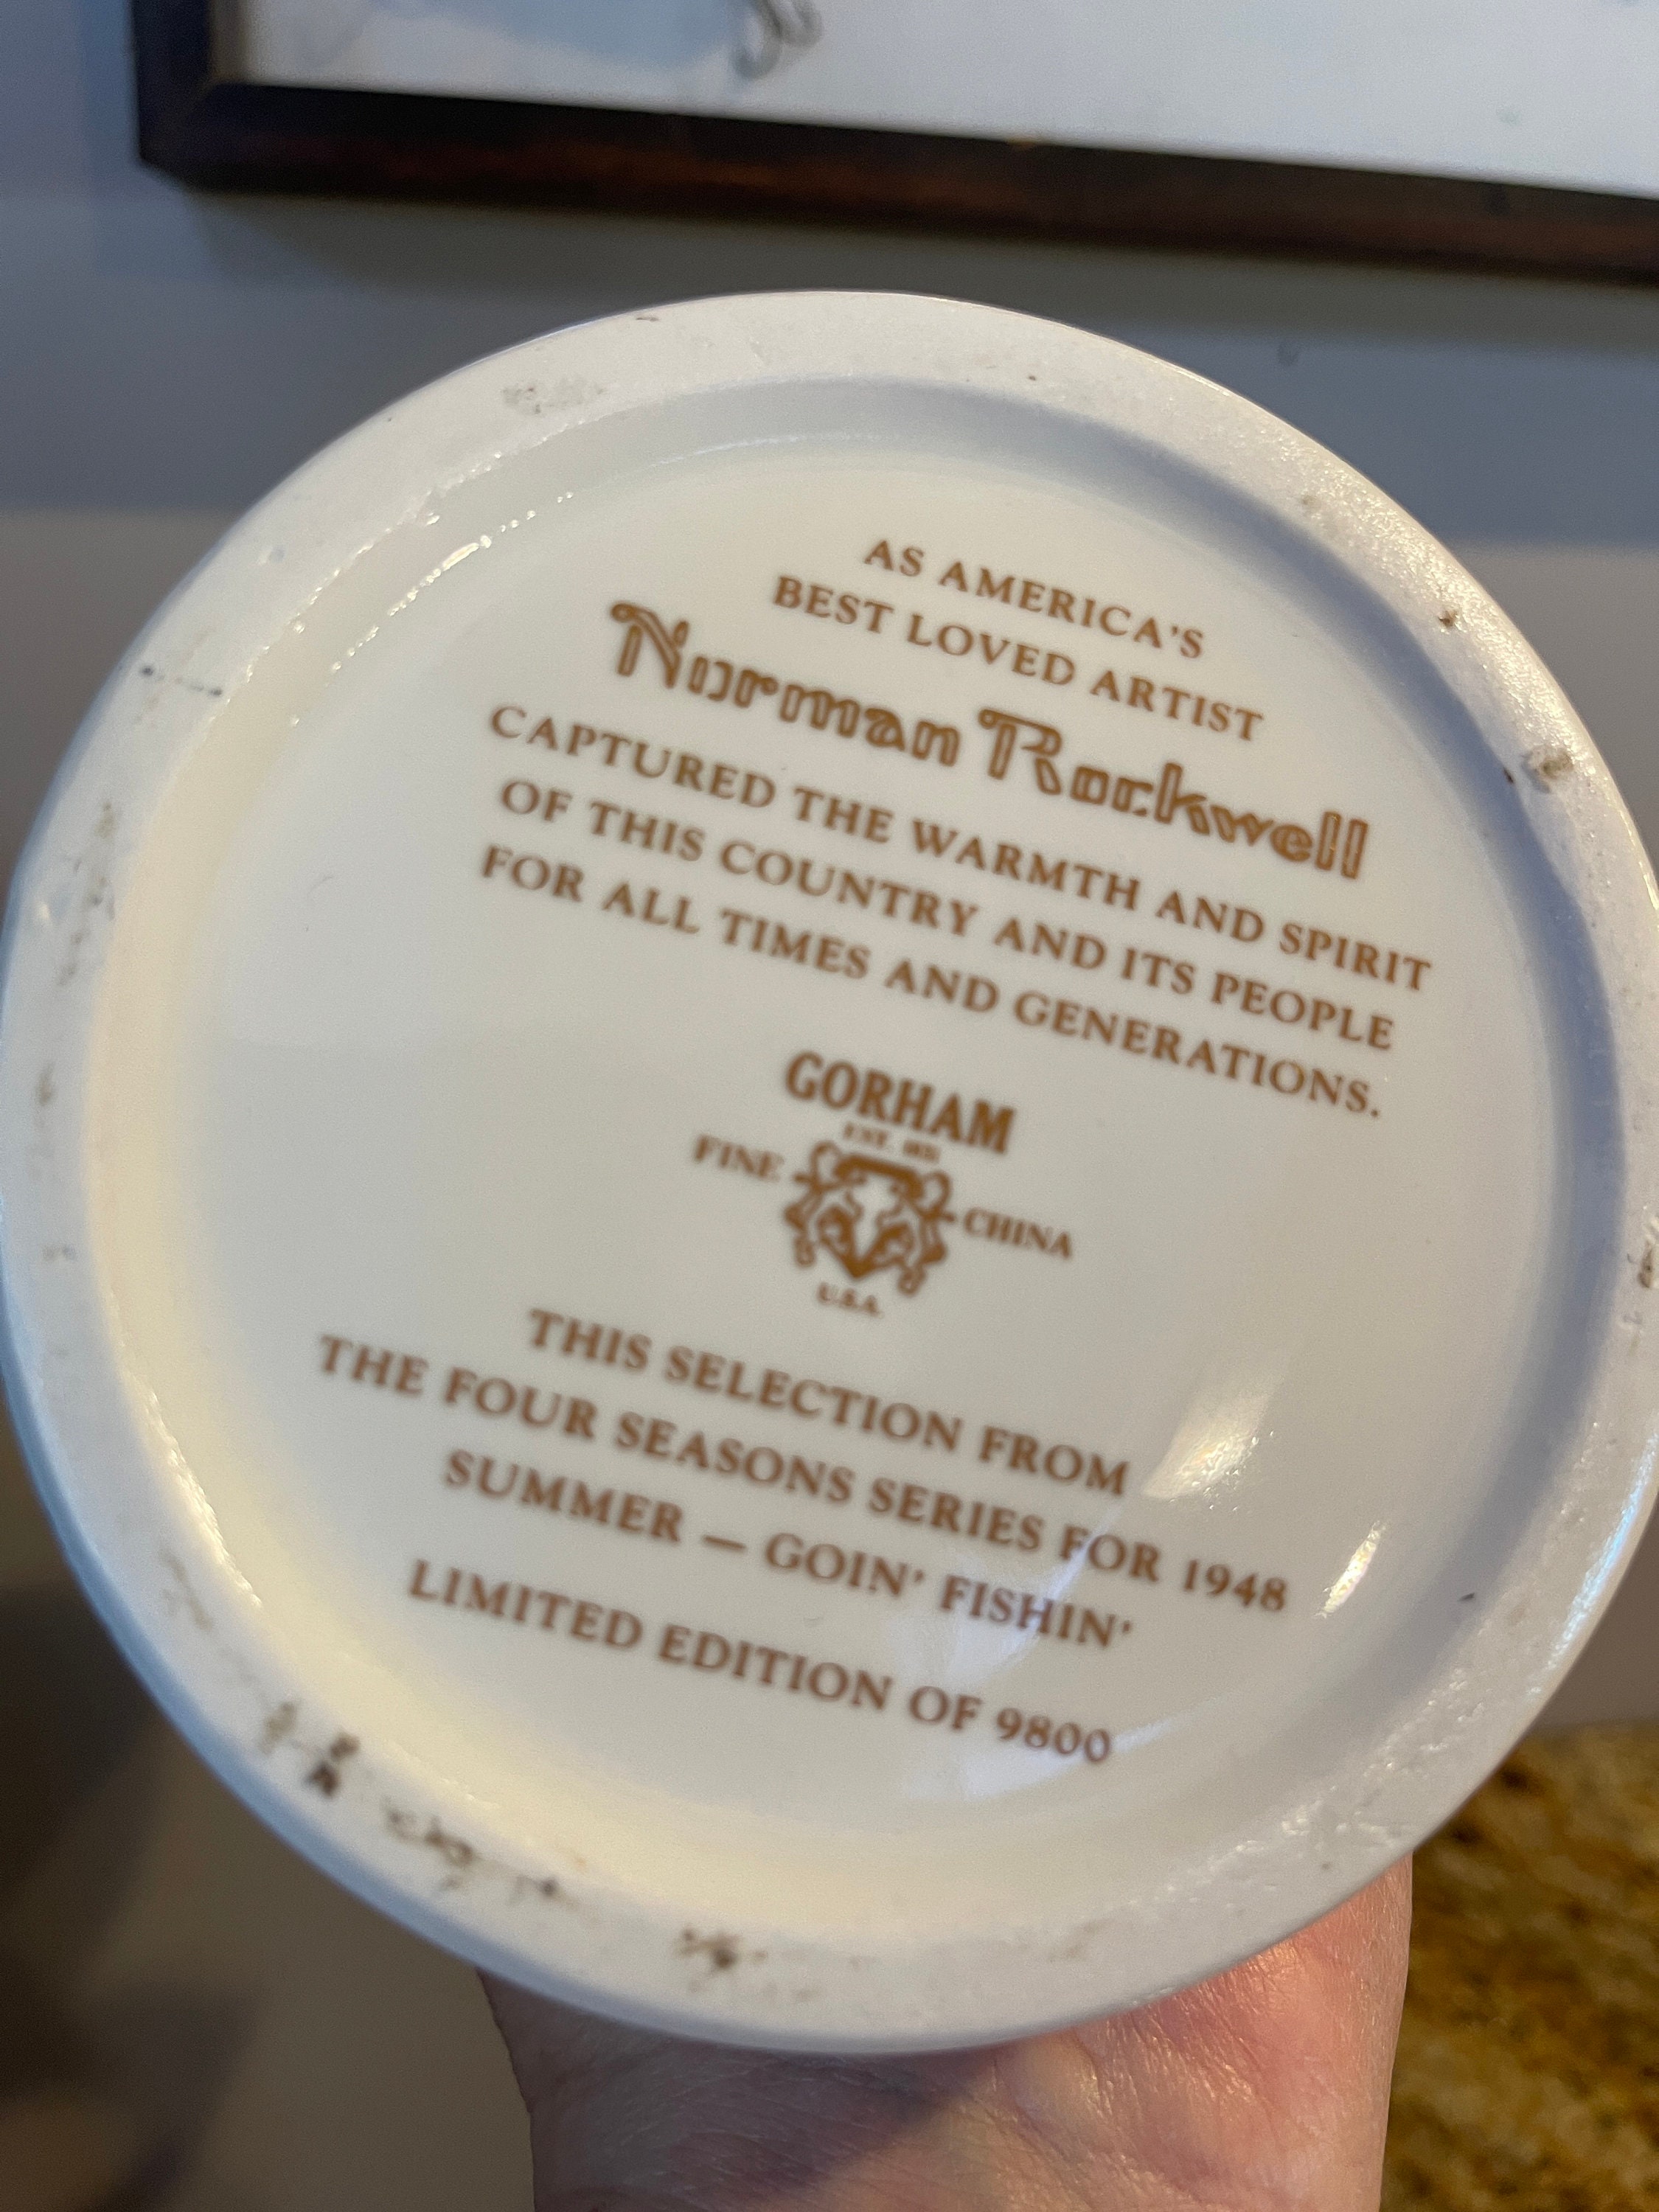 AS AMERICA'S
BEST LOVED ARTIST
Norman Rockwell
CAPTURED THE WARMTH AND SPIRIT
OF THIS COUNTRY AND ITS PEOPLE
FOR ALL TIMES AND GENERATIONS.
GORHAM
EST. 1831
FINE CHINA
U.S.A.
THIS SELECTION FROM
THE FOUR SEASONS SERIES FOR 1948
SUMMER — GOIN' FISHIN'
LIMITED EDITION OF 9800